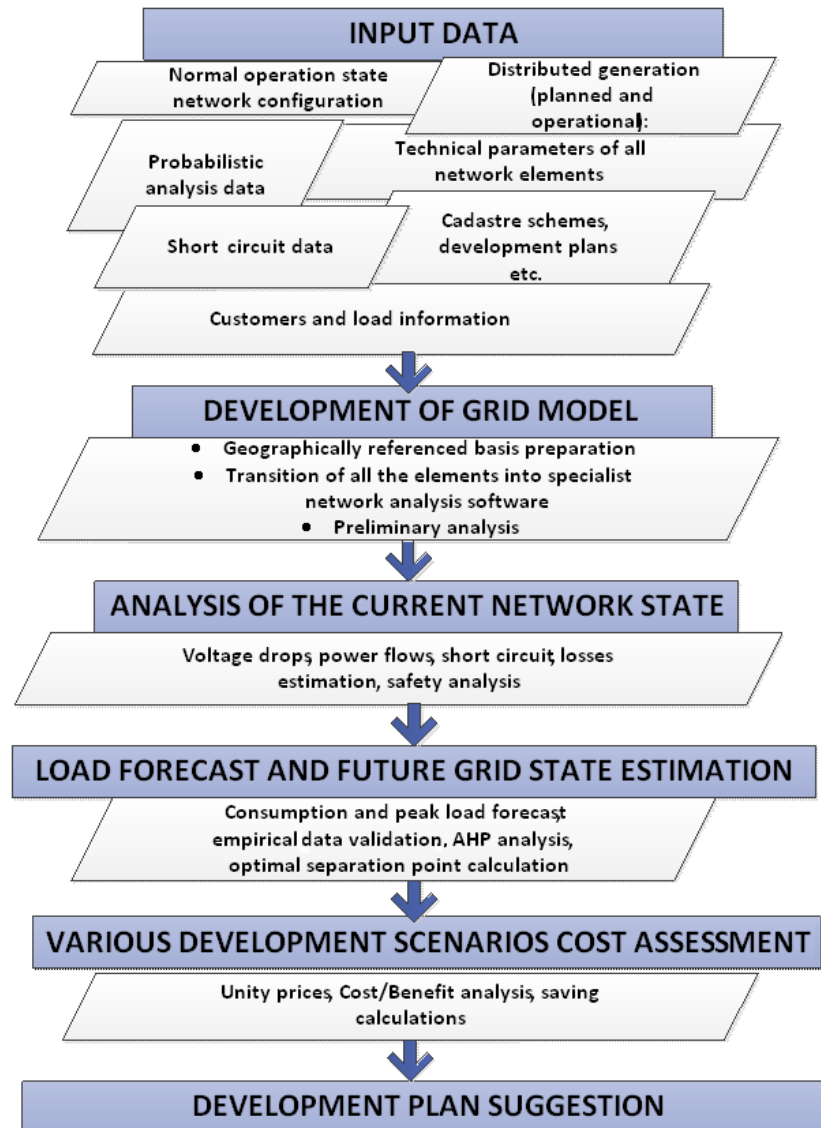 INPUT DATA
Normal operation state
network configuration
Distributed generation
(planned and
operational):
Probabilistic
analysis data
Technical parameters of all
network elements
Short circuit data
Cadastre schemes,
development plans
etc.
Customers and load information
DEVELOPMENT OF GRID MODEL
• Geographically referenced basis preparation
• Transition of all the elements into specialist
network analysis software
• Preliminary analysis
ANALYSIS OF THE CURRENT NETWORK STATE
Voltage drops, power flows, short circuit, losses
estimation, safety analysis
LOAD FORECAST AND FUTURE GRID STATE ESTIMATION
Consumption and peak load forecast,
empirical data validation, AHP analysis,
optimal separation point calculation
VARIOUS DEVELOPMENT SCENARIOS COST ASSESSMENT
Unity prices, Cost/Benefit analysis, saving
calculations
DEVELOPMENT PLAN SUGGESTION